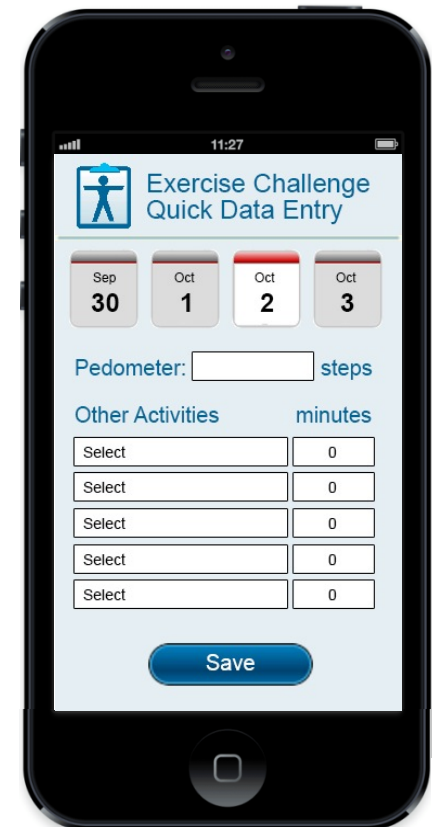 11:27
Exercise Challenge
Quick Data Entry
Sep Oct Oct Oct
30 1 2 3
Pedometer: steps
Other Activities minutes
Select 0
Select 0
Select 0
Select 0
Select 0
Save